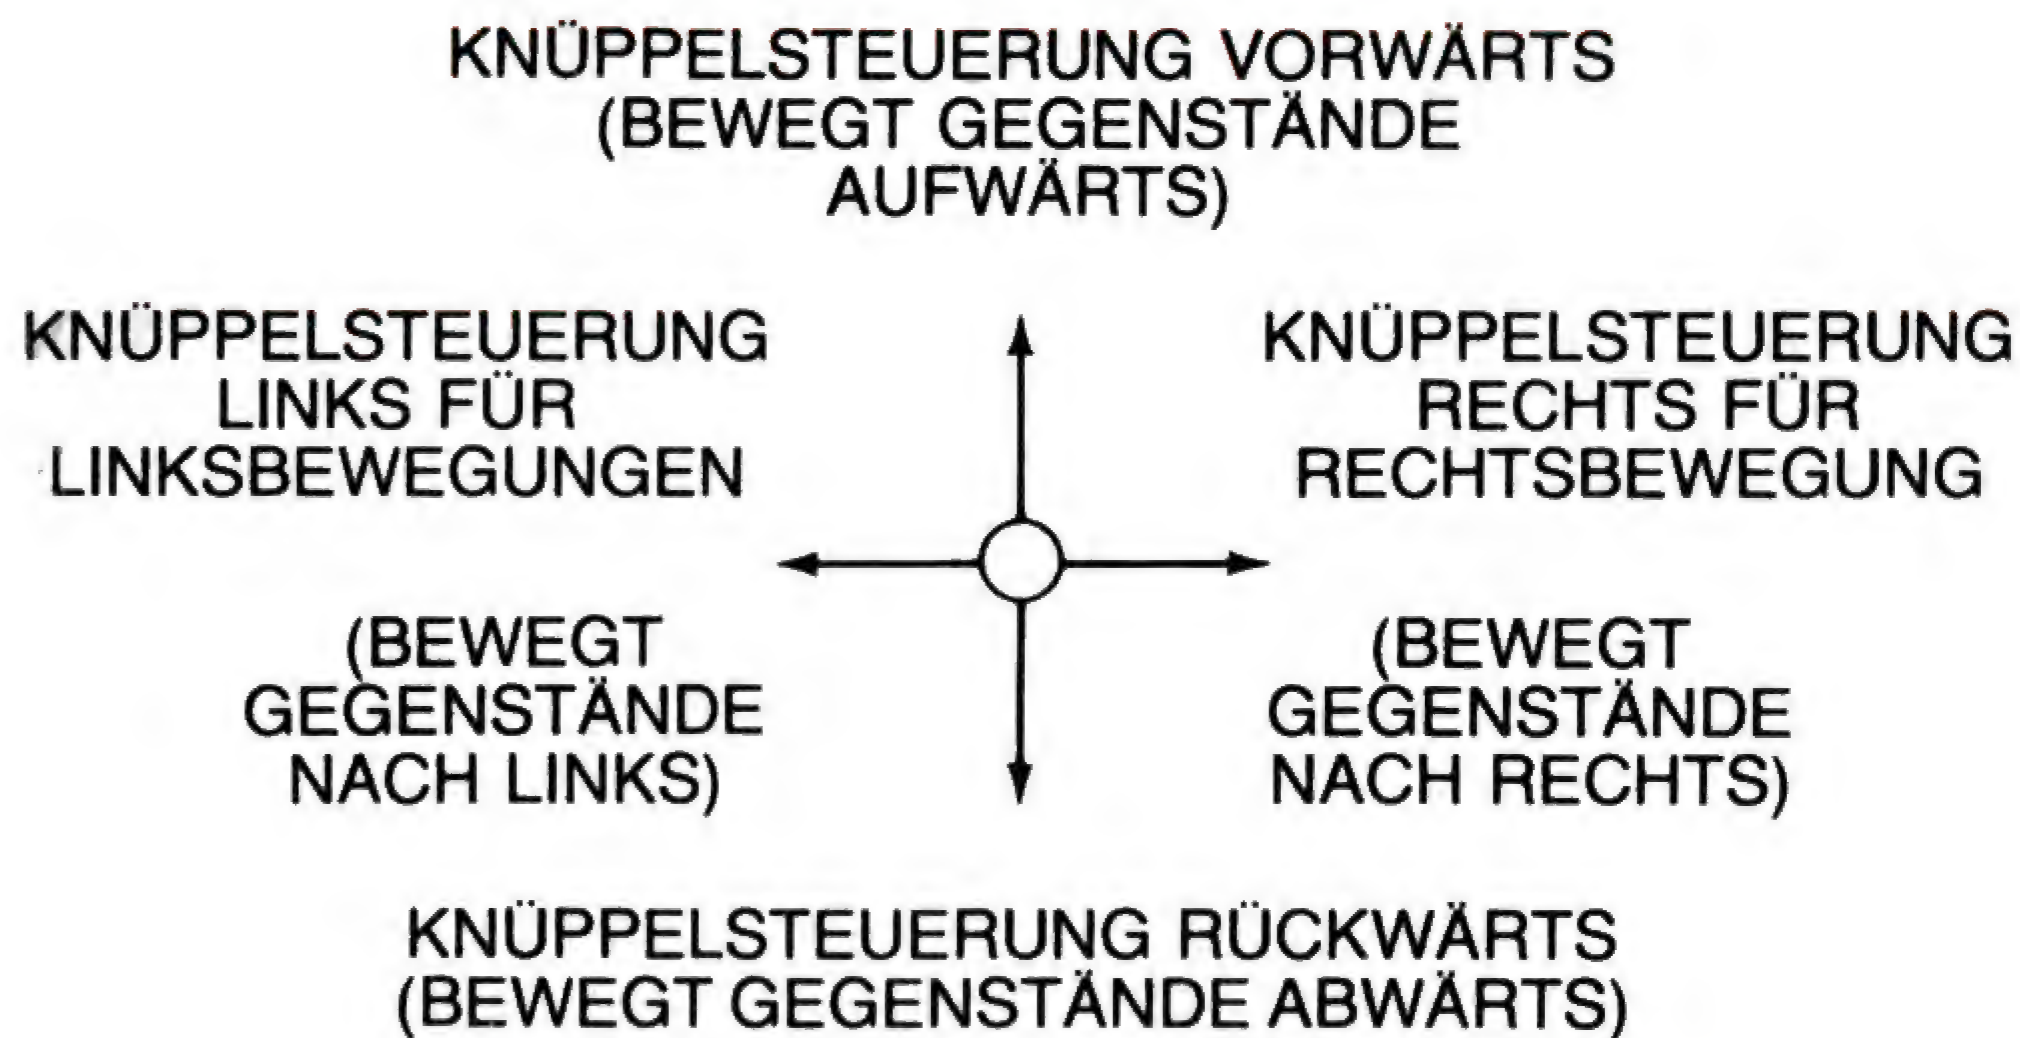 KNÜPPELSTEUERUNG VORWÄRTS
(BEWEGT GEGENSTÄNDE
AUFWÄRTS)
KNÜPPELSTEUERUNG
LINKS FÜR
LINKSBEWEGUNGEN
(BEWEGT
GEGENSTÄNDE
NACH LINKS)
KNÜPPELSTEUERUNG
RECHTS FÜR
RECHTSBEWEGUNG
(BEWEGT
GEGENSTÄNDE
NACH RECHTS)
KNÜPPELSTEUERUNG RÜCKWÄRTS
(BEWEGT GEGENSTÄNDE ABWÄRTS)